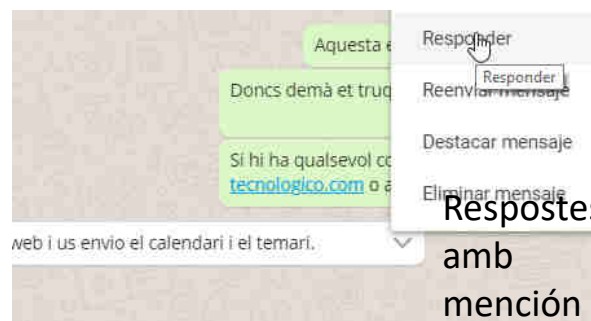 Aquesta e
Responder
Responder
Doncs demà et truq
Reenviar mensaje
Destacar mensaje
Si hi ha qualsevol co
tecnologico.com o a
Eliminar mensaje
Respostes
amb
mención
web i us envio el calendari i el temari.